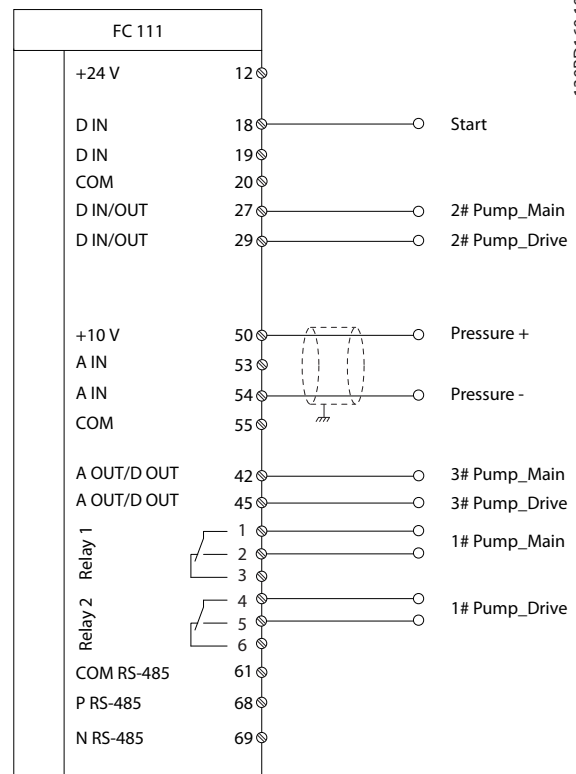 FC 111
+24 V 12
D IN 18 Start
D IN 19
COM 20
D IN/OUT 27 2# Pump_Main
D IN/OUT 29 2# Pump_Drive
+10 V 50 Pressure +
A IN 53
A IN 54 Pressure -
COM 55
A OUT/D OUT 42 3# Pump_Main
A OUT/D OUT 45 3# Pump_Drive
Relay 1
1
2
3
1# Pump_Main
Relay 2
4
5
6
1# Pump_Drive
COM RS-485 61
P RS-485 68
N RS-485 69